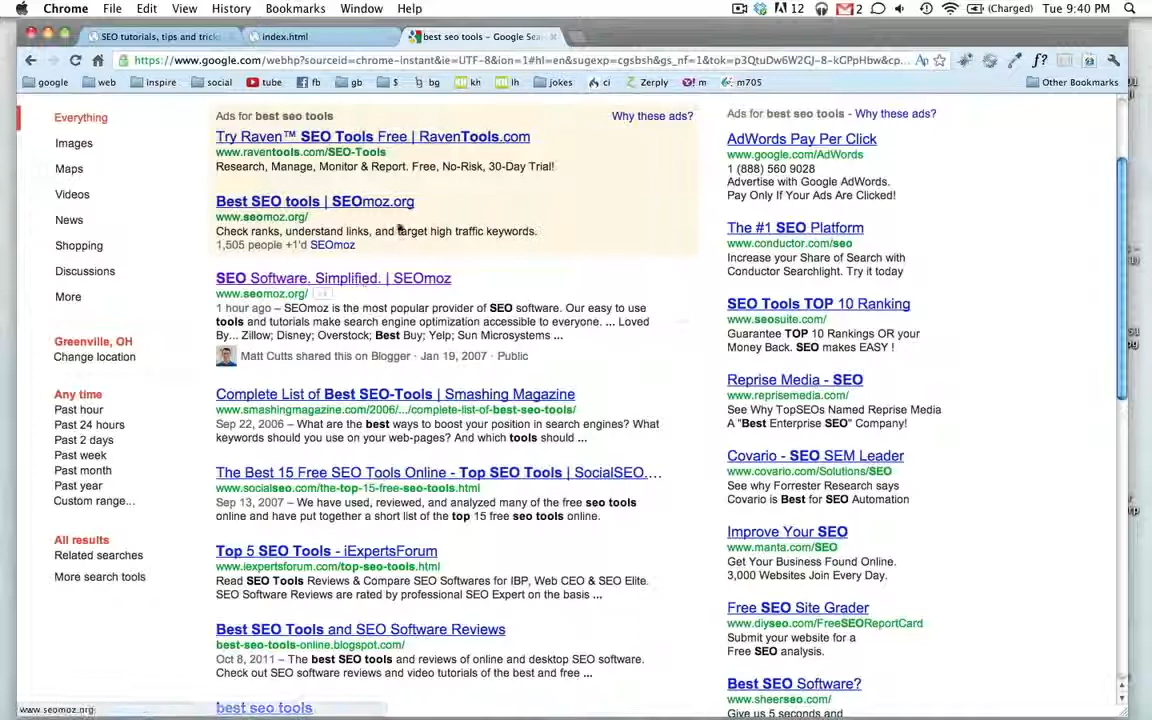 Chrome File Edit View History Bookmarks Window Help 12 2 (Charged) Tue 9:40 PM
SEO tutorials, tips and trick index.html best seo tools - Google Sea
https://www.google.com/webhp?sourceid=chrome-instant&ie=UTF-8&ion=1#hl=en&sugexp=cgsbsh&gs_nf=1&tok=p3QtuDw6W2GJ-8-kGPpHbw&cp...
google web inspire social tube fb gb $ bg kh lh jokes ci Zerply m m705 Other Bookmarks
Everything
Images
Maps
Videos
News
Shopping
Discussions
More
Greenville, OH
Change location
Any time
Past hour
Past 24 hours
Past 2 days
Past week
Past month
Past year
Custom range...
All results
Related searches
More search tools
Ads for best seo tools Why these ads?
Try Raven™ SEO Tools Free | RavenTools.com
www.raventools.com/SEO-Tools
Research, Manage, Monitor & Report. Free, No-Risk, 30-Day Trial!
Best SEO tools | SEOmoz.org
www.seomoz.org/
Check ranks, understand links, and target high traffic keywords.
1,505 people +1'd SEOmoz
SEO Software. Simplified. | SEOmoz
www.seomoz.org/
1 hour ago – SEOmoz is the most popular provider of SEO software. Our easy to use
tools and tutorials make search engine optimization accessible to everyone. ... Loved
By... Zillow; Disney; Overstock; Best Buy; Yelp; Sun Microsystems ...
Matt Cutts shared this on Blogger · Jan 19, 2007 · Public
Complete List of Best SEO-Tools | Smashing Magazine
www.smashingmagazine.com/2006/.../complete-list-of-best-seo-tools/
Sep 22, 2006 – What are the best ways to boost your position in search engines? What
keywords should you use on your web-pages? And which tools should ...
The Best 15 Free SEO Tools Online - Top SEO Tools | SocialSEO....
www.socialseo.com/the-top-15-free-seo-tools.html
Sep 13, 2007 – We have used, reviewed, and analyzed many of the free seo tools
online and have put together a short list of the top 15 free seo tools online.
Top 5 SEO Tools - iExpertsForum
www.iexpertsforum.com/top-seo-tools.html
Read SEO Tools Reviews & Compare SEO Softwares for IBP, Web CEO & SEO Elite.
SEO Software Reviews are rated by professional SEO Expert on the basis ...
Best SEO Tools and SEO Software Reviews
best-seo-tools-online.blogspot.com/
Oct 8, 2011 – The best SEO tools and reviews of online and desktop SEO software.
Check out SEO software reviews and video tutorials of the best and free ...
best seo tools
Ads for best seo tools - Why these ads?
AdWords Pay Per Click
www.google.com/AdWords
1 (888) 560 9028
Advertise with Google AdWords.
Pay Only If Your Ads Are Clicked!
The #1 SEO Platform
www.conductor.com/seo
Increase your Share of Search with
Conductor Searchlight. Try it today
SEO Tools TOP 10 Ranking
www.seosuite.com/
Guarantee TOP 10 Rankings OR your
Money Back. SEO makes EASY !
Reprise Media - SEO
www.reprisemedia.com/
See Why TopSEOs Named Reprise Media
A "Best Enterprise SEO" Company!
Covario - SEO SEM Leader
www.covario.com/Solutions/SEO
See why Forrester Research says
Covario is Best for SEO Automation
Improve Your SEO
www.manta.com/SEO
Get Your Business Found Online.
3,000 Websites Join Every Day.
Free SEO Site Grader
www.diyseo.com/FreeSEOReportCard
Submit your website for a
Free SEO analysis.
Best SEO Software?
www.sheerseo.com/
Give us 5 seconds and
www.seomoz.org